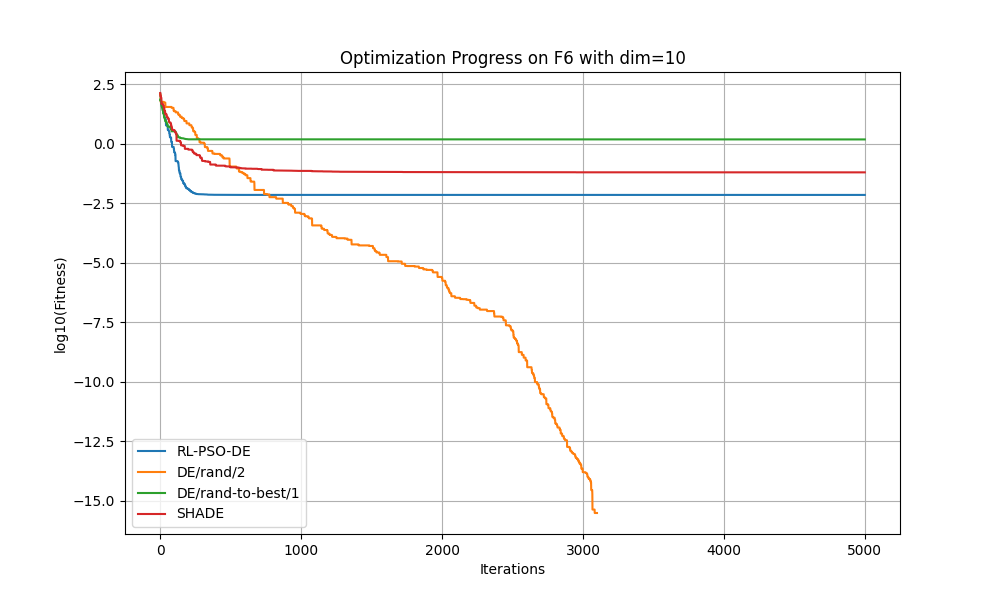 Optimization Progress on F6 with dim=10
log10(Fitness)
2.5
0.0
−2.5
−5.0
−7.5
−10.0
−12.5
−15.0
RL-PSO-DE
DE/rand/2
DE/rand-to-best/1
SHADE
0
1000
2000
3000
4000
5000
Iterations